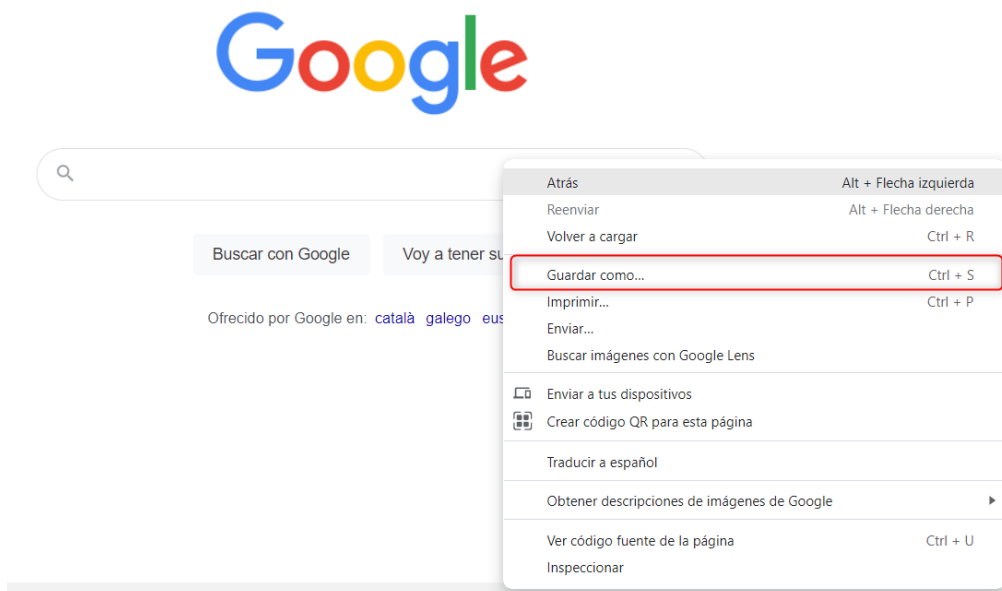 Google
Buscar con Google Voy a tener su
Ofrecido por Google en: català galego eus
Atrás Alt + Flecha izquierda
Reenviar Alt + Flecha derecha
Volver a cargar Ctrl + R
Guardar como... Ctrl + S
Imprimir... Ctrl + P
Enviar...
Buscar imágenes con Google Lens
Enviar a tus dispositivos
Crear código QR para esta página
Traducir a español
Obtener descripciones de imágenes de Google
Ver código fuente de la página Ctrl + U
Inspeccionar